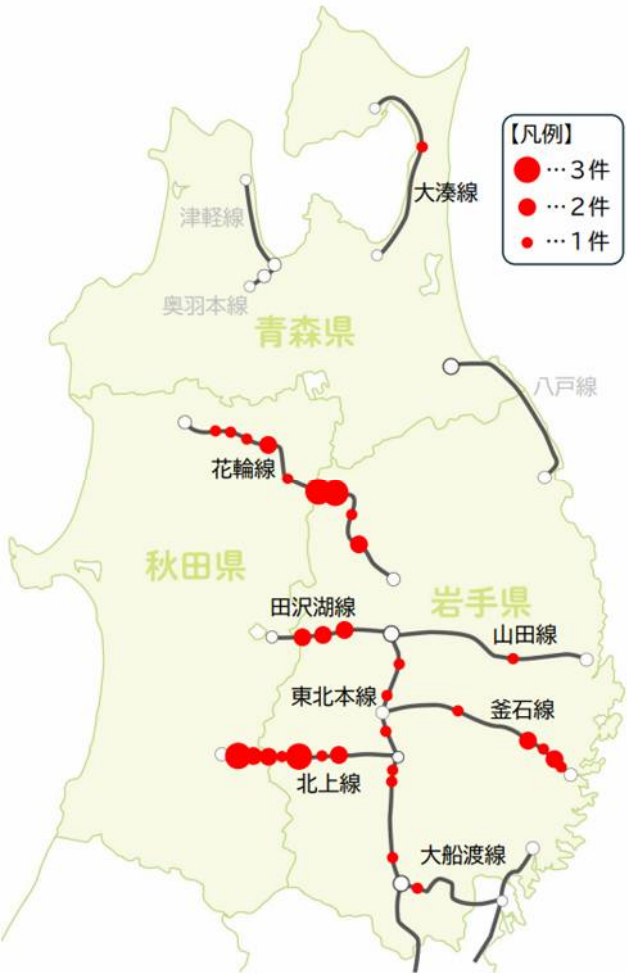 【凡例】
…3件
…2件
…1件
大湊線
津軽線
奥羽本線
青森県
八戸線
花輪線
秋田県
岩手県
田沢湖線
山田線
東北本線
釜石線
北上線
大船渡線